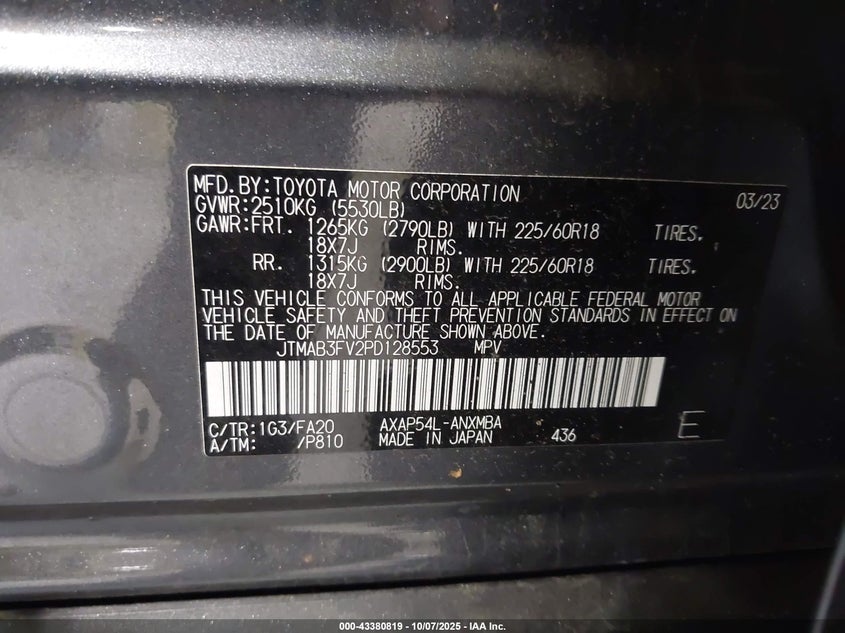 MFD.BY:TOYOTA MOTOR CORPORATION 03/23
GVWR:2510KG (5530LB)
GAWR:FRT. 1265KG (2790LB) WITH 225/60R18 TIRES.
18X7J RIMS.
RR. 1315KG (2900LB) WITH 225/60R18 TIRES.
18X7J RIMS.
THIS VEHICLE CONFORMS TO ALL APPLICABLE FEDERAL MOTOR
VEHICLE SAFETY AND THEFT PREVENTION STANDARDS IN EFFECT ON
THE DATE OF MANUFACTURE SHOWN ABOVE.
JTMAB3FV2PD128553 MPV
C/TR:1G3/FA20 AXAP54L-ANXMBA
A/TM: /P810 MADE IN JAPAN 436 E
000-43380819 - 10/07/2025 - IAA Inc.